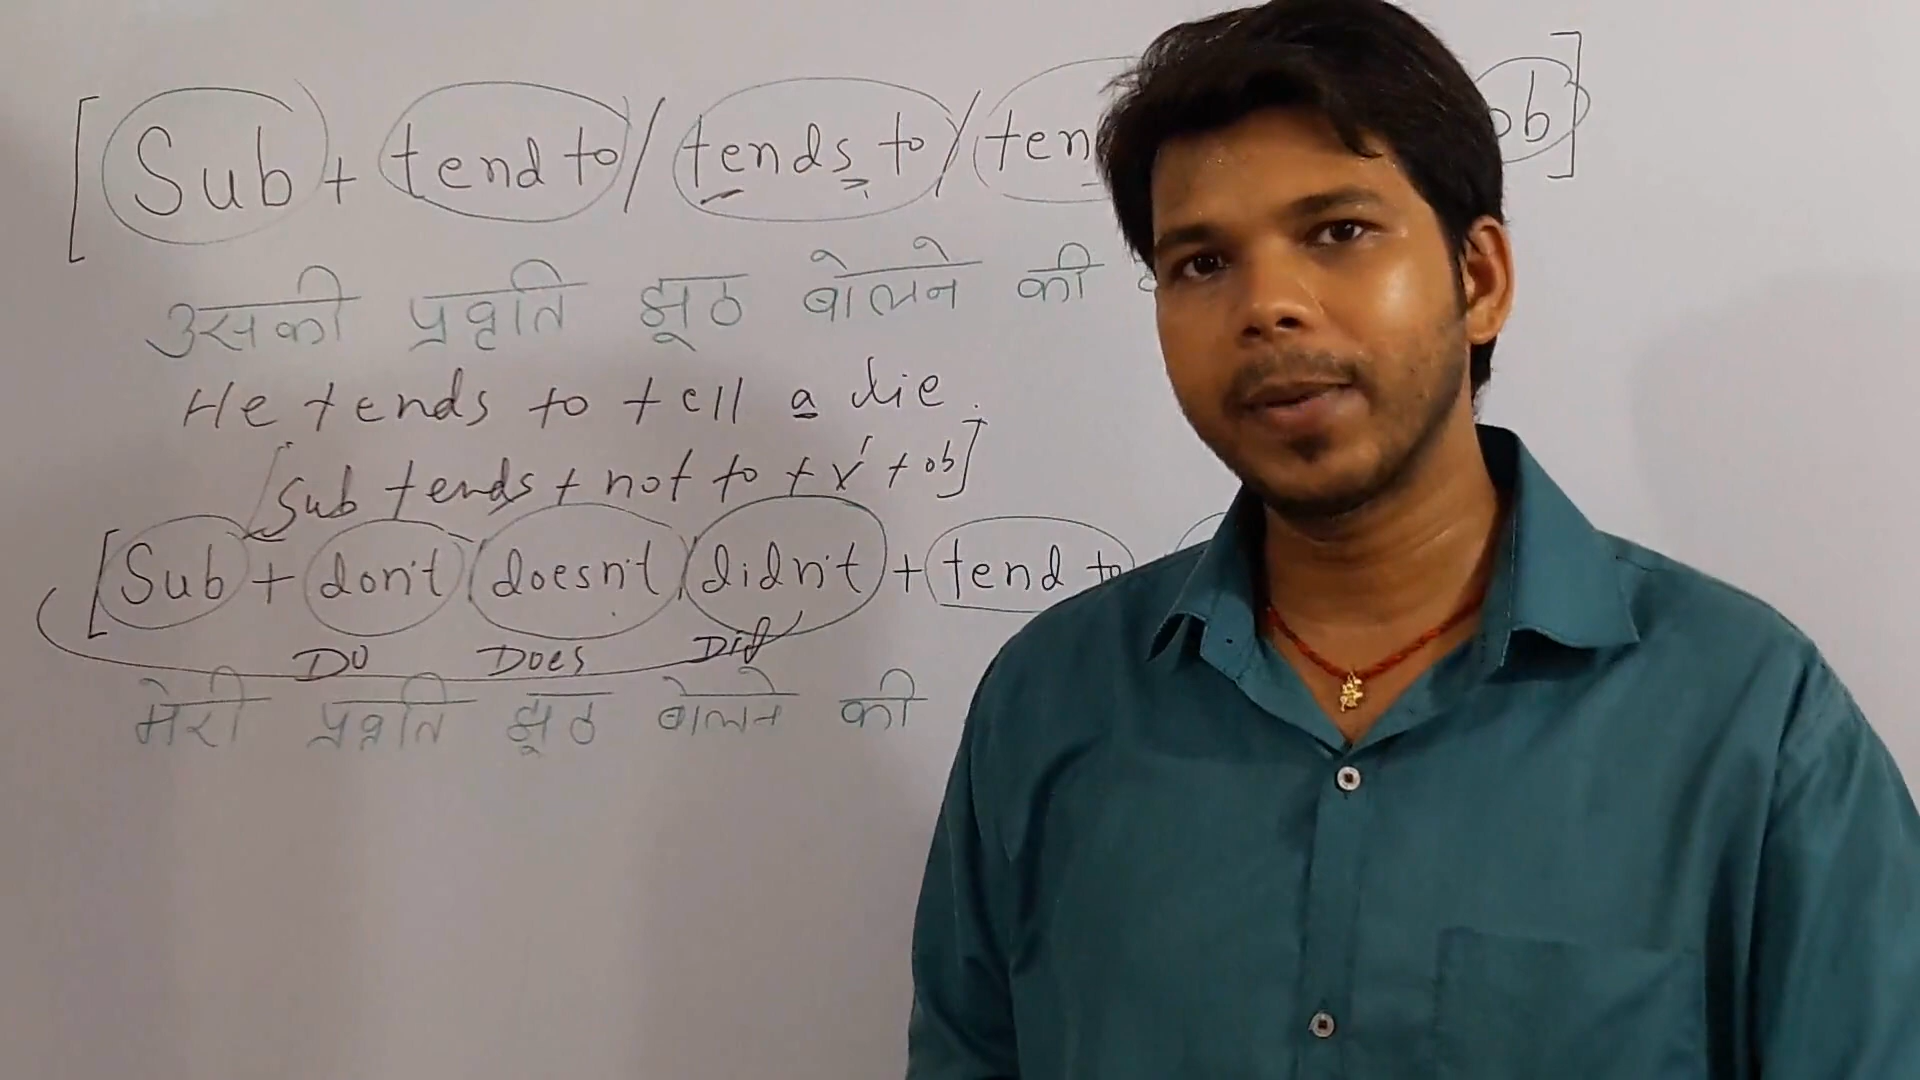 [Sub + tend to / tends to / ten ob]
उसकी प्रवृति झूठ बोलने की
He tends to tell a lie.
[Sub tends + not to + v' + ob]
[Sub + don't / doesn't / didn't + tend to
Do Does Did
मेरी प्रवृति झूठ बोलने की